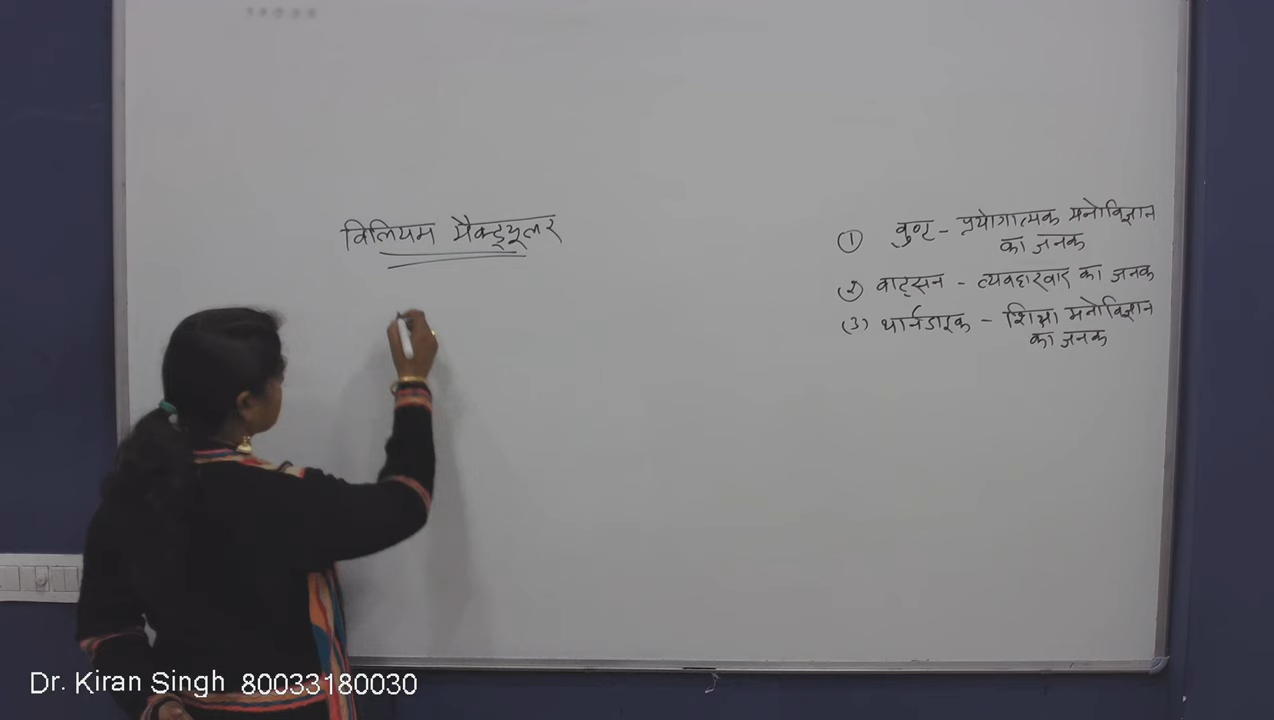 विलियम मैक्ड्यूलर
① वुण्ट - प्रयोगात्मक मनोविज्ञान
का जनक
(2) वाट्सन - व्यवहारवाद का जनक
(3) थार्नडाइक - शिक्षा मनोविज्ञान
का जनक
Dr. Kiran Singh 80033180030